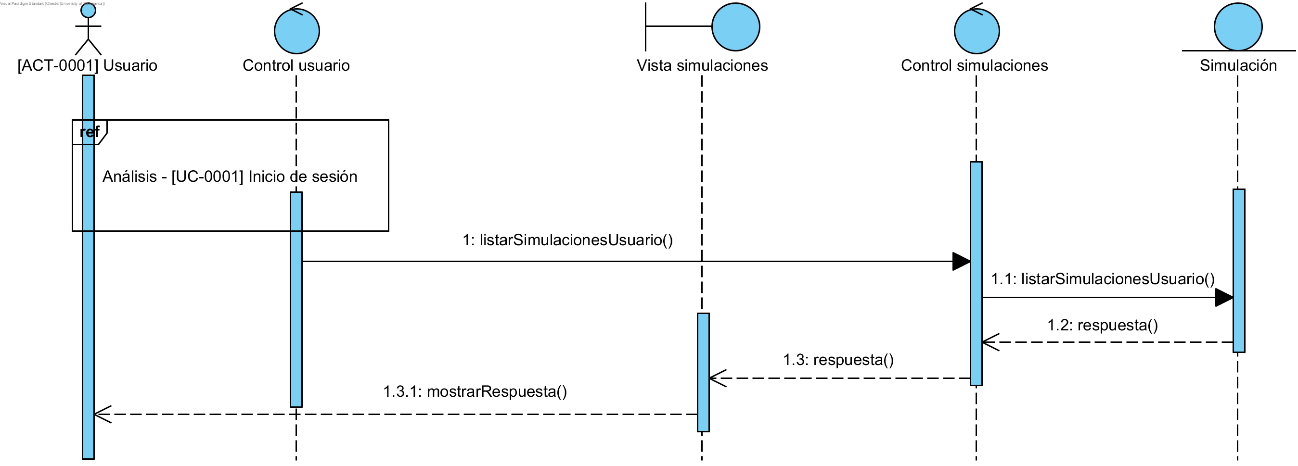 [ACT-0001] Usuario
Control usuario
Vista simulaciones
Control simulaciones
Simulación
ref
Análisis - [UC-0001] Inicio de sesión
1: listarSimulacionesUsuario()
1.1: listarSimulacionesUsuario()
1.2: respuesta()
1.3: respuesta()
1.3.1: mostrarRespuesta()